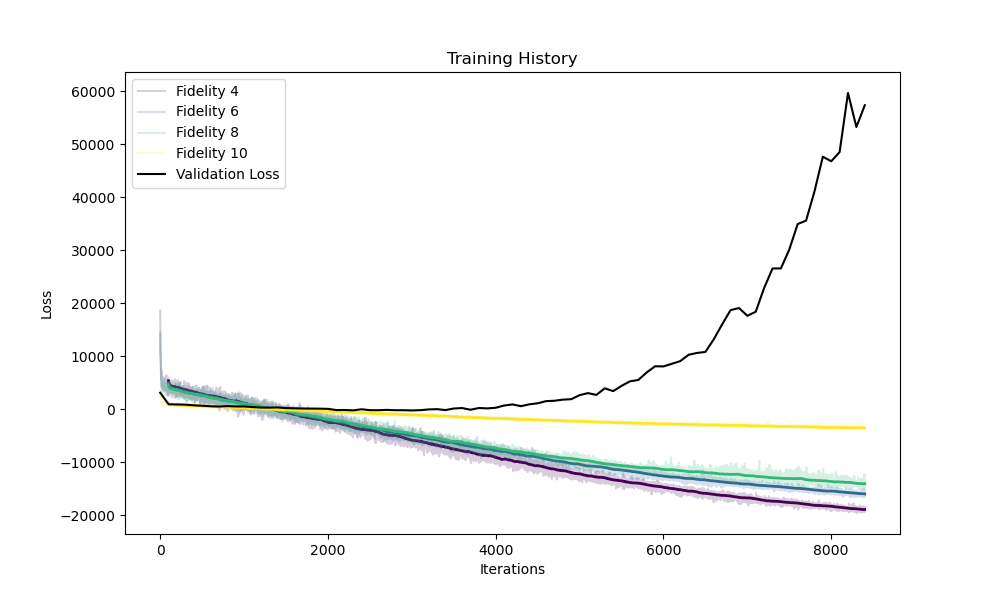 Training History
Fidelity 4
Fidelity 6
Fidelity 8
Fidelity 10
Validation Loss
60000
50000
40000
30000
20000
10000
0
−10000
−20000
Loss
0 2000 4000 6000 8000
Iterations